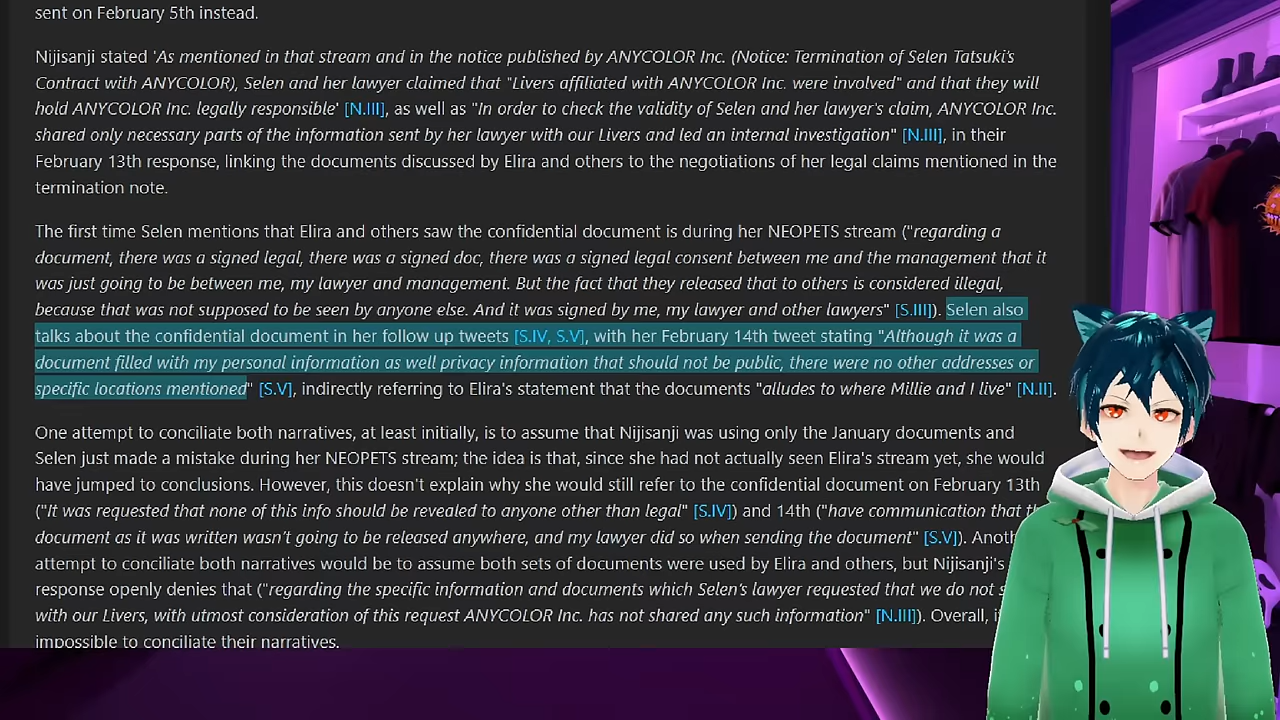 sent on February 5th instead.
Nijisanji stated 'As mentioned in that stream and in the notice published by ANYCOLOR Inc. (Notice: Termination of Selen Tatsuki's
Contract with ANYCOLOR), Selen and her lawyer claimed that "Livers affiliated with ANYCOLOR Inc. were involved" and that they will
hold ANYCOLOR Inc. legally responsible' [N.III], as well as "In order to check the validity of Selen and her lawyer's claim, ANYCOLOR Inc.
shared only necessary parts of the information sent by her lawyer with our Livers and led an internal investigation" [N.III], in their
February 13th response, linking the documents discussed by Elira and others to the negotiations of her legal claims mentioned in the
termination note.
The first time Selen mentions that Elira and others saw the confidential document is during her NEOPETS stream ("regarding a
document, there was a signed legal, there was a signed doc, there was a signed legal consent between me and the management that it
was just going to be between me, my lawyer and management. But the fact that they released that to others is considered illegal,
because that was not supposed to be seen by anyone else. And it was signed by me, my lawyer and other lawyers" [S.III]). Selen also
talks about the confidential document in her follow up tweets [S.IV, S.V], with her February 14th tweet stating "Although it was a
document filled with my personal information as well privacy information that should not be public, there were no other addresses or
specific locations mentioned" [S.V], indirectly referring to Elira's statement that the documents "alludes to where Millie and I live" [N.II].
One attempt to conciliate both narratives, at least initially, is to assume that Nijisanji was using only the January documents and
Selen just made a mistake during her NEOPETS stream; the idea is that, since she had not actually seen Elira's stream yet, she would
have jumped to conclusions. However, this doesn't explain why she would still refer to the confidential document on February 13th
("It was requested that none of this info should be revealed to anyone other than legal" [S.IV]) and 14th ("have communication that
document as it was written wasn't going to be released anywhere, and my lawyer did so when sending the document" [S.V]).
attempt to conciliate both narratives would be to assume both sets of documents were used by Elira and others, but Nijisanji's
response openly denies that ("regarding the specific information and documents which Selen's lawyer requested that we do not
with our Livers, with utmost consideration of this request ANYCOLOR Inc. has not shared any such information" [N.III]). Overall,
impossible to conciliate their narratives.